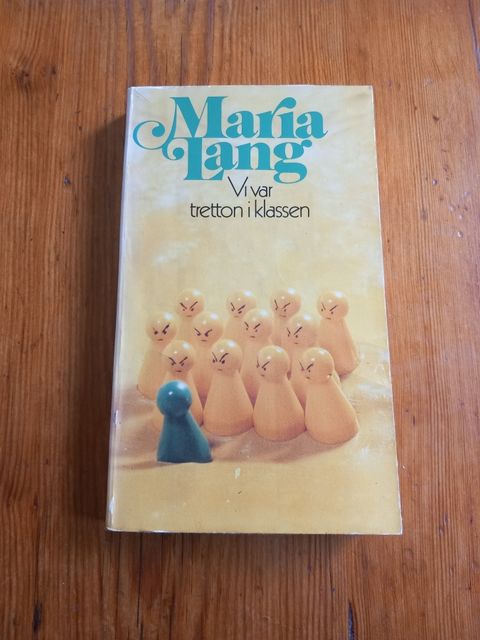 Maria
Lang
Vi var
tretton i klassen